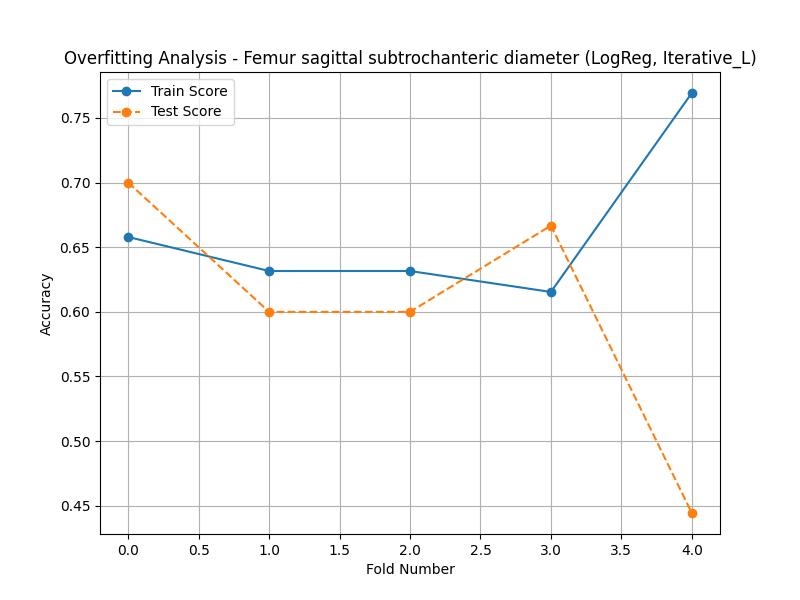 Overfitting Analysis - Femur sagittal subtrochanteric diameter (LogReg, Iterative_L)
Train Score
Test Score
0.75
0.70
0.65
0.60
0.55
0.50
0.45
Accuracy
0.0 0.5 1.0 1.5 2.0 2.5 3.0 3.5 4.0
Fold Number